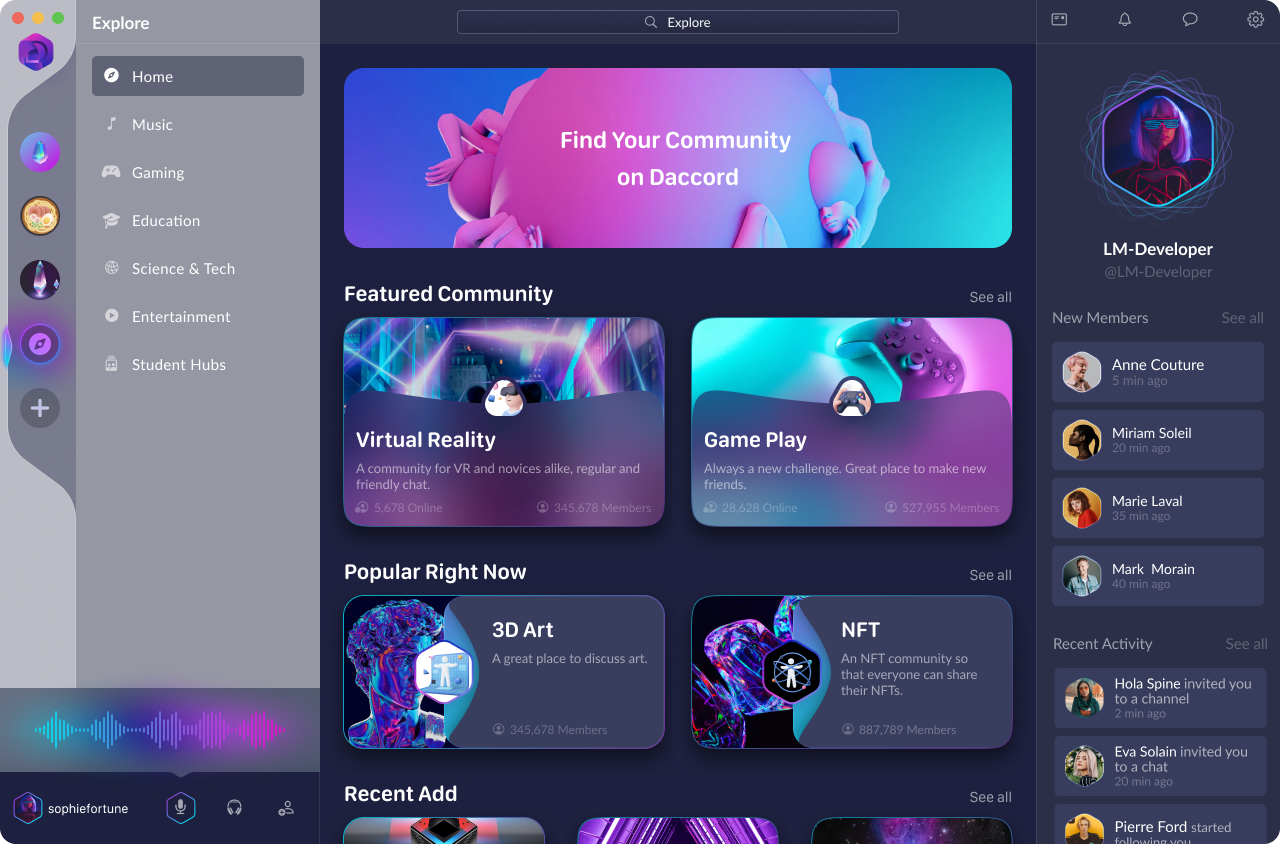 Explore
Home
Music
Gaming
Education
Science & Tech
Entertainment
Student Hubs
sophiefortune
Explore
Find Your Community
on Daccord
Featured Community
See all
Virtual Reality
A community for VR and novices alike, regular and
friendly chat.
5,678 Online
345,678 Members
Game Play
Always a new challenge. Great place to make new
friends.
28,628 Online
527,955 Members
Popular Right Now
See all
3D Art
A great place to discuss art.
345,678 Members
NFT
An NFT community so
that everyone can share
their NFTs.
887,789 Members
Recent Add
See all
LM-Developer
@LM-Developer
New Members
See all
Anne Couture
5 min ago
Miriam Soleil
20 min ago
Marie Laval
35 min ago
Mark Morain
40 min ago
Recent Activity
See all
Hola Spine invited you
to a channel
2 min ago
Eva Solain invited you
to a chat
20 min ago
Pierre Ford started
following you